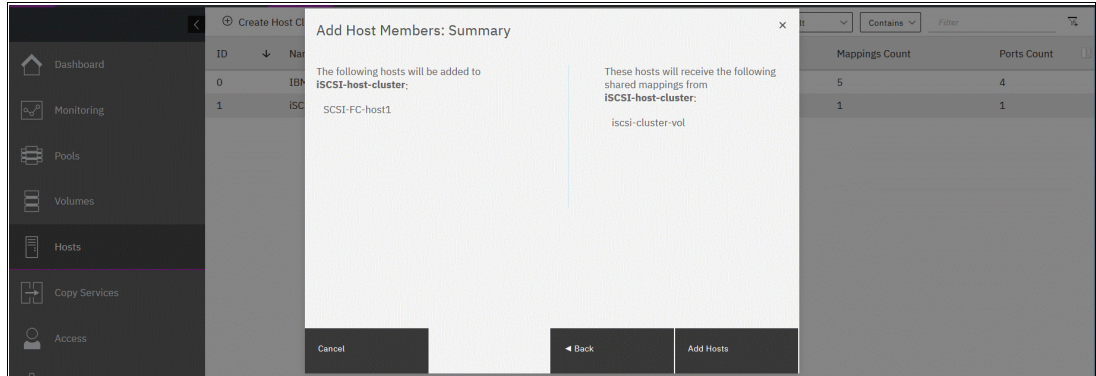 Create Host Cl
Add Host Members: Summary
×
lt
Contains
Filter
ID
Nar
Mappings Count
Ports Count
0
IBM
5
4
1
iSC
1
1
The following hosts will be added to
iSCSI-host-cluster:
SCSI-FC-host1
These hosts will receive the following
shared mappings from
iSCSI-host-cluster:
iscsi-cluster-vol
Dashboard
Monitoring
Pools
Volumes
Hosts
Copy Services
Access
Cancel
Back
Add Hosts